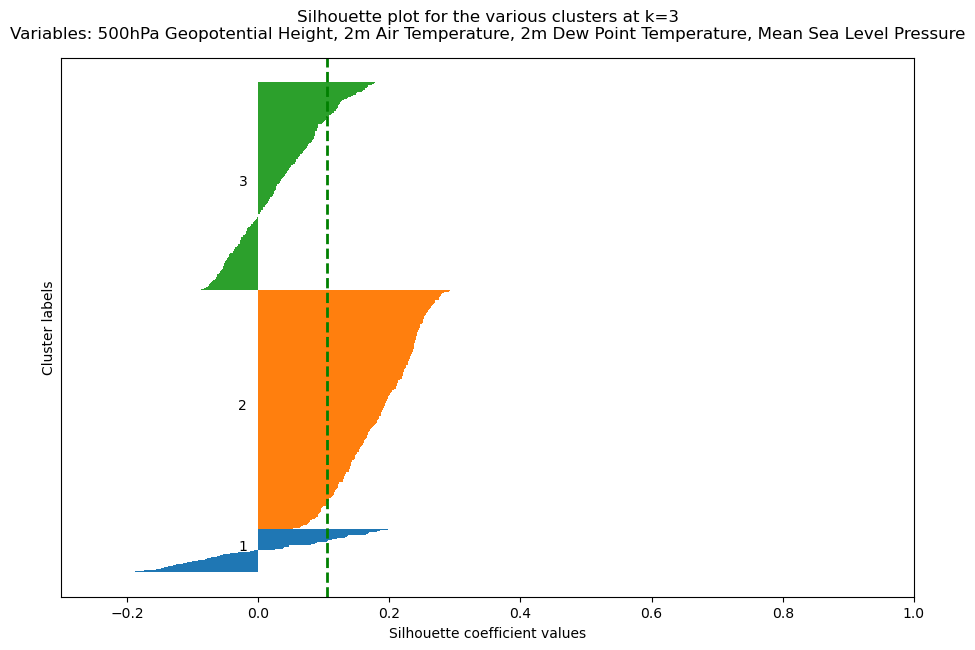 Silhouette plot for the various clusters at k=3
Variables: 500hPa Geopotential Height, 2m Air Temperature, 2m Dew Point Temperature, Mean Sea Level Pressure
3
2
1
Cluster labels
−0.2 0.0 0.2 0.4 0.6 0.8 1.0
Silhouette coefficient values